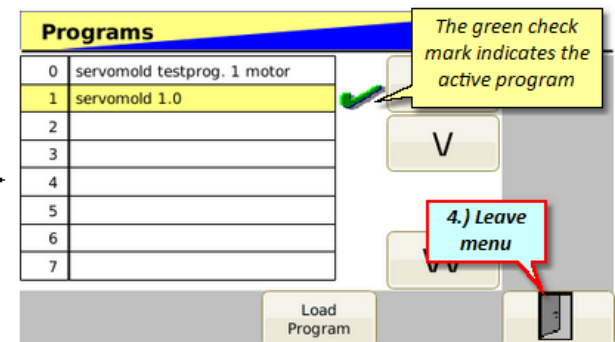 Programs
The green check
mark indicates the
active program
0 servomold testprog. 1 motor
1 servomold 1.0
2
3
4
5
6
7
V
4.) Leave
menu
VV
Load
Program